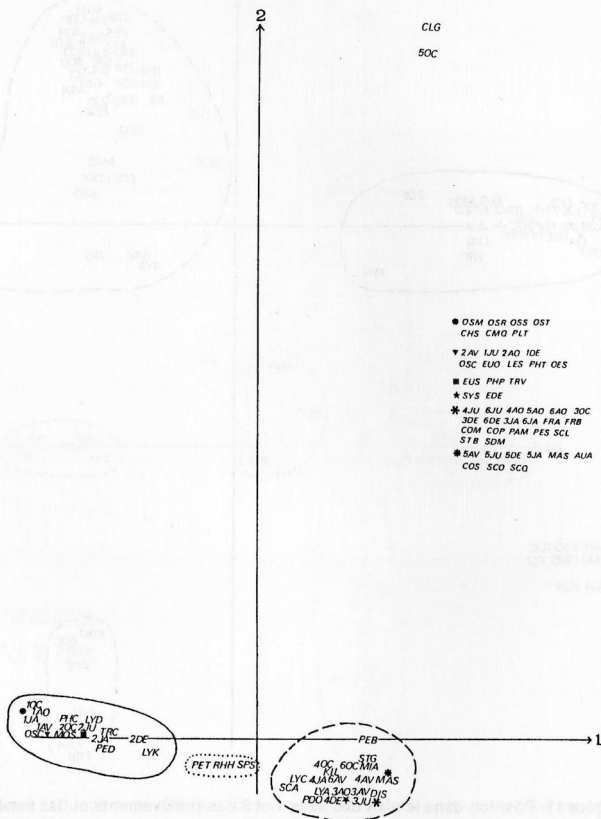 2
CLG
5OC
OSM OSR OSS OST
CHS CMQ PLT
2AV 1JU 2AO 1DE
OSC EUO LES PHT OES
EUS PHP TRV
SYS EDE
4JU 6JU 4AO 5AO 6AO 3OC
3DE 6DE 3JA 6JA FRA FRB
COM COP PAM PES SCL
STB SDM
5AV 5JU 5DE 5JA MAS AUA
COS SCO SCQ
1OC
1AO
1JA
PHC LYD
1AV 2OC 2JU
TRC
OSC MOS 2JA 2DE
PED
LYK
PEB
1
PET RHH SPS
STG
4OC 6OC MIA
LYC 4JA 6AV 4AV MAS
SCA
LYA 3AO 3AV DIS
PDO 4DE 3JU